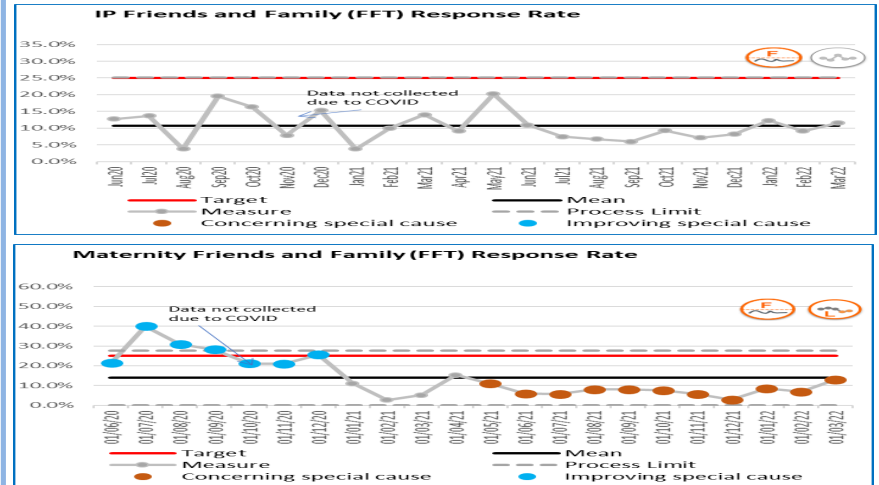 IP Friends and Family (FFT) Response Rate
35.0%
30.0%
F
25.0%
20.0%
Data not collected
due to COVID
15.0%
10.0%
5.0%
0.0%
Jun20 Jul20 Aug20 Sep20 Oct20 Nov20 Dec20 Jan21 Feb21 Mar21 Apr21 May21 Jun21 Jul21 Aug21 Sep21 Oct21 Nov21 Dec21 Jan22 Feb22 Mar22
Target Mean
Measure Process Limit
Concerning special cause Improving special cause
Maternity Friends and Family (FFT) Response Rate
60.0%
50.0%
Data not collected
due to COVID
F
L
40.0%
30.0%
20.0%
10.0%
0.0%
01/06/20 01/07/20 01/08/20 01/09/20 01/10/20 01/11/20 01/12/20 01/01/21 01/02/21 01/03/21 01/04/21 01/05/21 01/06/21 01/07/21 01/08/21 01/09/21 01/10/21 01/11/21 01/12/21 01/01/22 01/02/22 01/03/22
Target Mean
Measure Process Limit
Concerning special cause Improving special cause